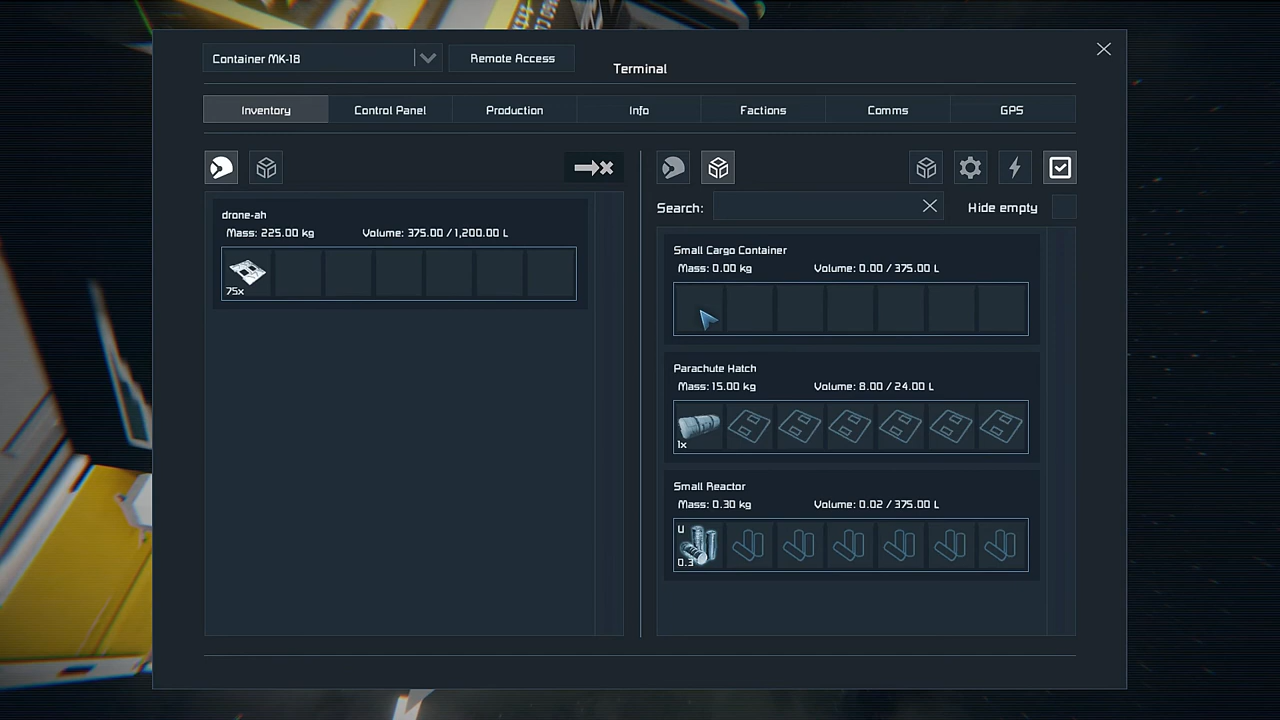 Container MK-18
Remote Access
Terminal
Inventory
Control Panel
Production
Info
Factions
Comms
GPS
drone-ah
Mass: 225.00 kg Volume: 375.00 / 1,200.00 L
75x
Search:
Hide empty
Small Cargo Container
Mass: 0.00 kg Volume: 0.00 / 375.00 L
Parachute Hatch
Mass: 15.00 kg Volume: 8.00 / 24.00 L
1x
Small Reactor
Mass: 0.30 kg Volume: 0.02 / 375.00 L
U
0.3